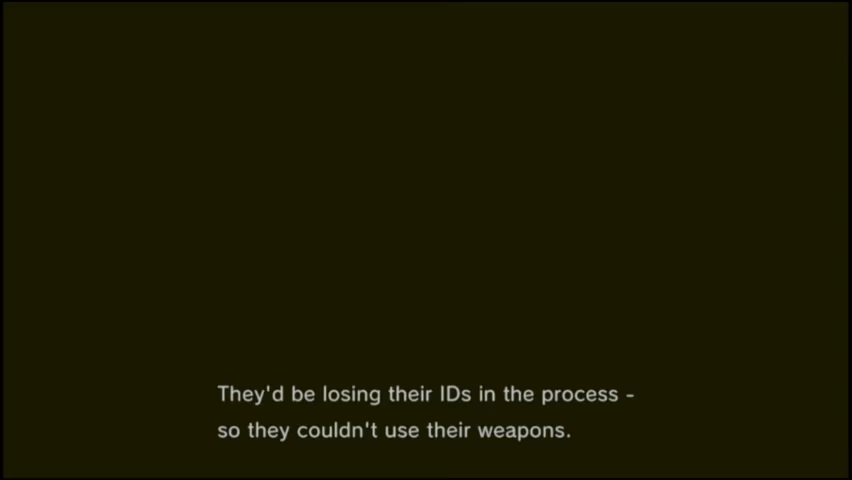 They'd be losing their IDs in the process -
so they couldn't use their weapons.